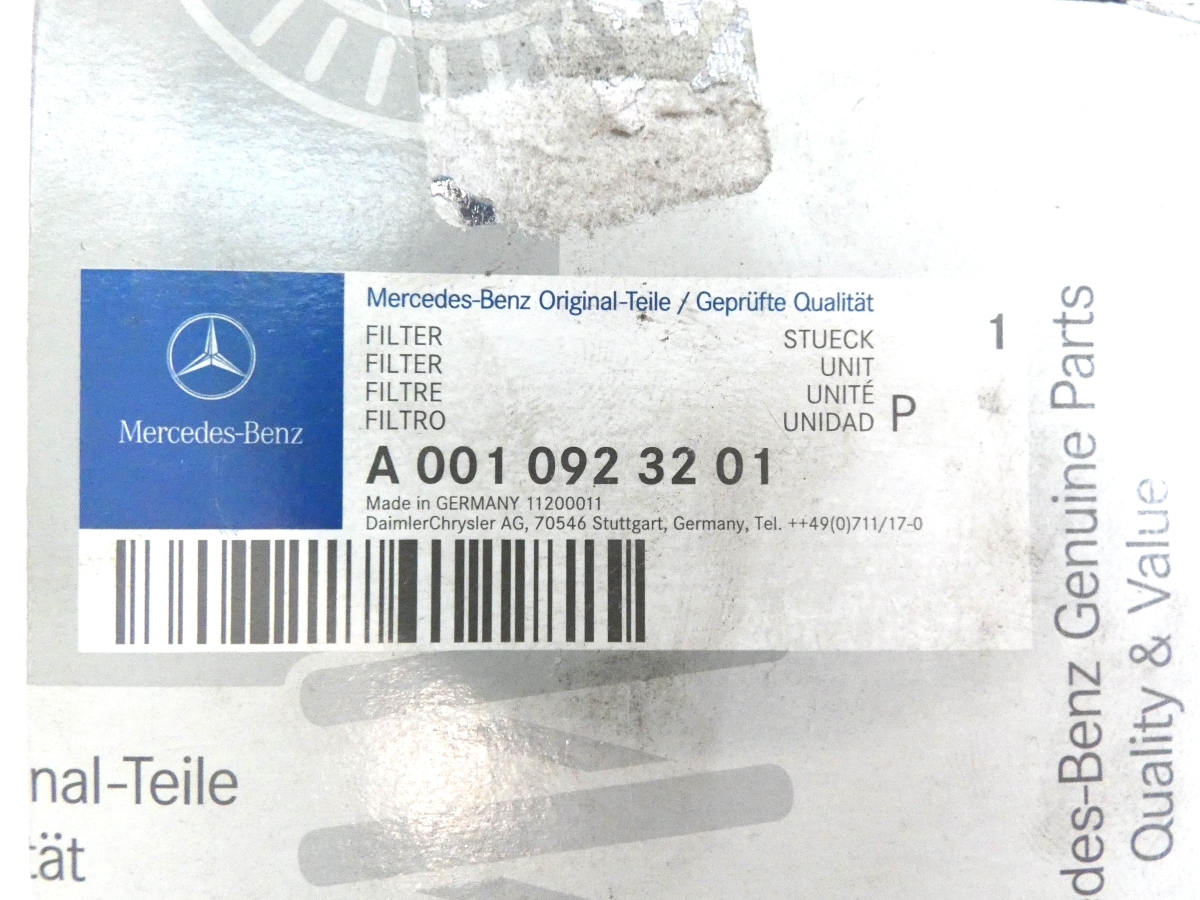 Mercedes-Benz
Mercedes-Benz Original-Teile / Geprüfte Qualität
FILTER STUECK 1
FILTER UNIT
FILTRE UNITÉ
FILTRO UNIDAD P
A 001 092 32 01
Made in GERMANY 11200011
DaimlerChrysler AG, 70546 Stuttgart, Germany, Tel. ++49(0)711/17-0
nal-Teile
tät
des-Benz Genuine Parts
Quality & Value